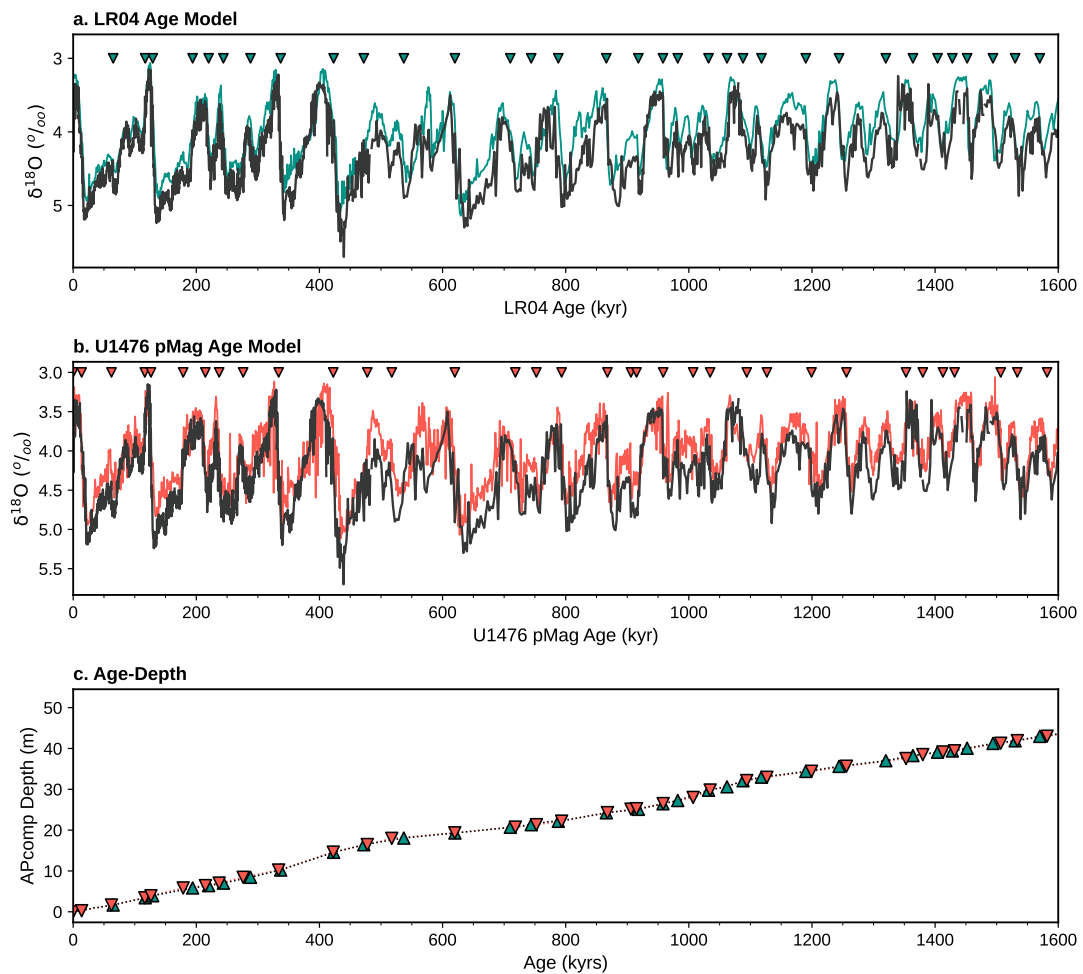 a. LR04 Age Model
3
4
5
δ18O (o/oo)
0 200 400 600 800 1000 1200 1400 1600
LR04 Age (kyr)
b. U1476 pMag Age Model
3.0
3.5
4.0
4.5
5.0
5.5
δ18O (o/oo)
0 200 400 600 800 1000 1200 1400 1600
U1476 pMag Age (kyr)
c. Age-Depth
50
40
30
20
10
0
APcomp Depth (m)
0 200 400 600 800 1000 1200 1400 1600
Age (kyrs)